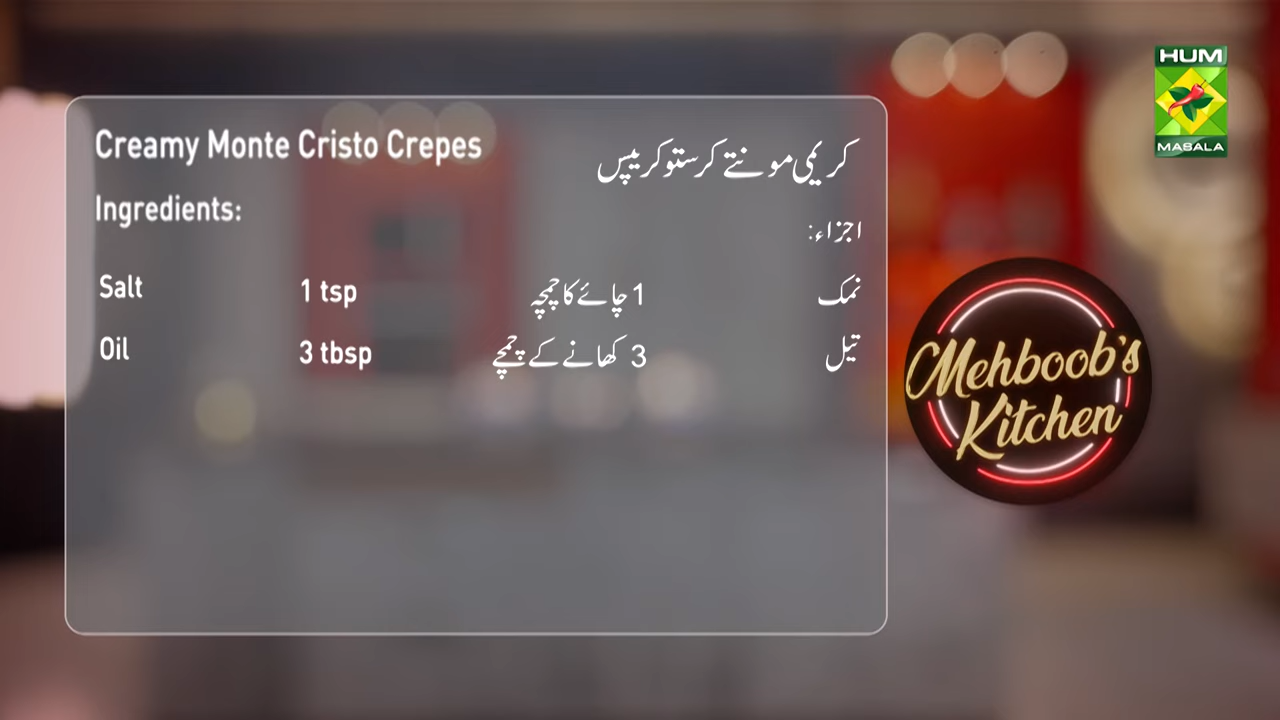 HUM
MASALA
Creamy Monte Cristo Crepes
کریمی مونتے کرستو کریپس
Ingredients:
اجزاء:
Salt 1 tsp 1 چائے کا چمچہ نمک
Oil 3 tbsp 3 کھانے کے چمچے تیل
Mehboob's
Kitchen